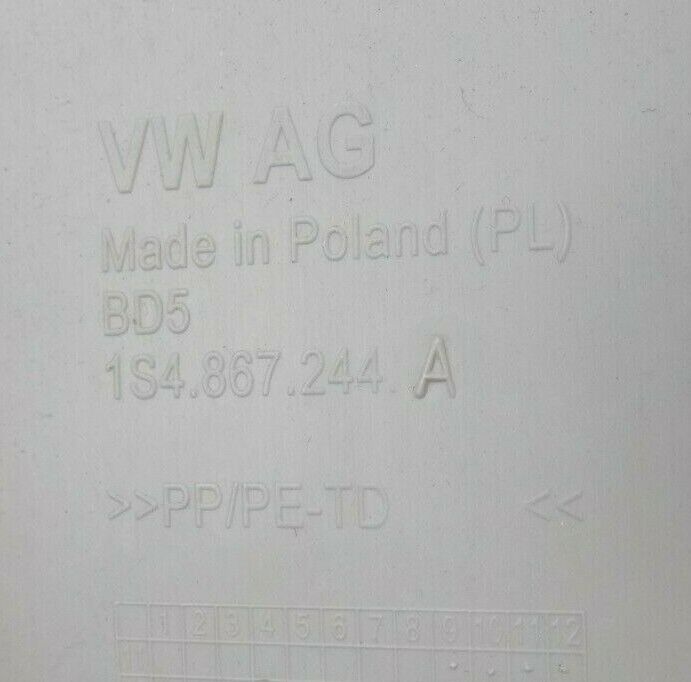 VW AG
Made in Poland (PL)
BD5
1S4.867.244. A
>>PP/PE-TD <<
1 2 3 4 5 6 7 8 9 10 11 12
11